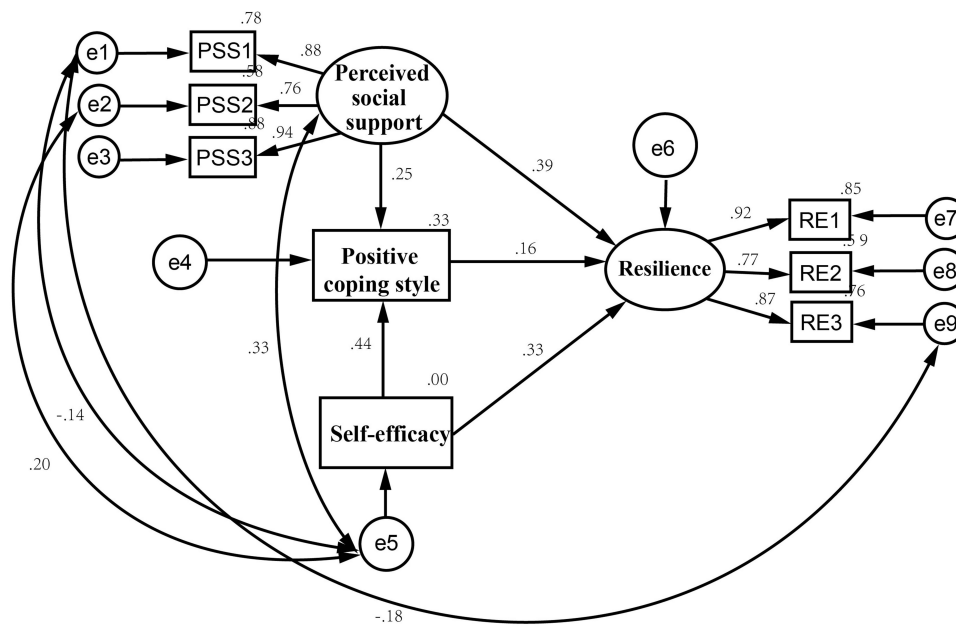 .78
e1
PSS1
.88
Perceived
social
support
.58
e2
PSS2
.76
.88
e3
PSS3
.94
.25
.39
e6
.85
.92
RE1
e7
.33
e4
Positive
coping style
.16
Resilience
.5 9
.77
RE2
e8
.76
.87
RE3
e9
.33
.44
.33
.00
Self-efficacy
-.14
.20
e5
-.18